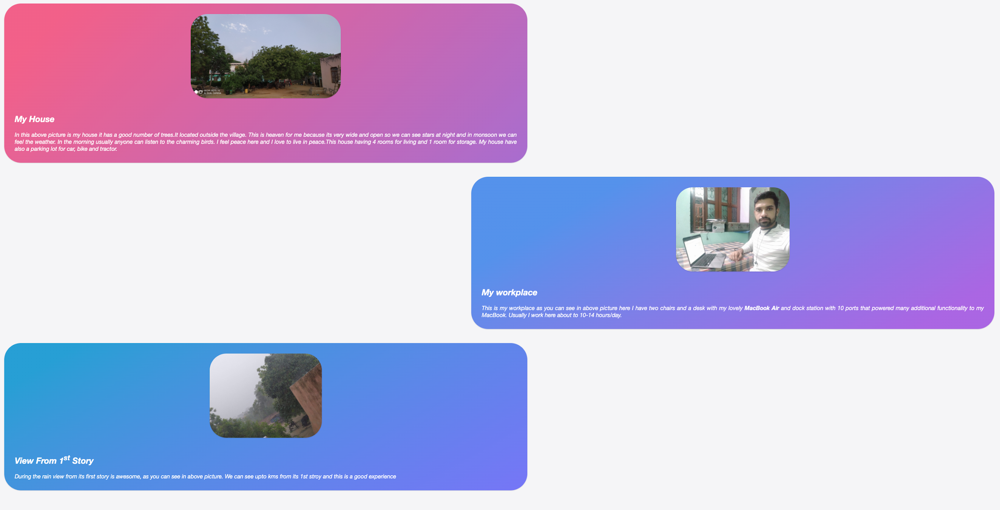 REDMI NOTE 7S
AI DUAL CAMERA
My House
In this above picture is my house it has a good number of trees.It located outside the village. This is heaven for me because its very wide and open so we can see stars at night and in monsoon we can
feel the weather. In the morning usually anyone can listen to the charming birds. I feel peace here and I love to live in peace.This house having 4 rooms for living and 1 room for storage. My house have
also a parking lot for car, bike and tractor.
My workplace
This is my workplace as you can see in above picture here I have two chairs and a desk with my lovely MacBook Air and dock station with 10 ports that powered many additional functionality to my
MacBook. Usually I work here about to 10-14 hours/day.
View From 1st Story
During the rain view from its first story is awesome, as you can see in above picture. We can see upto kms from its 1st stroy and this is a good experience